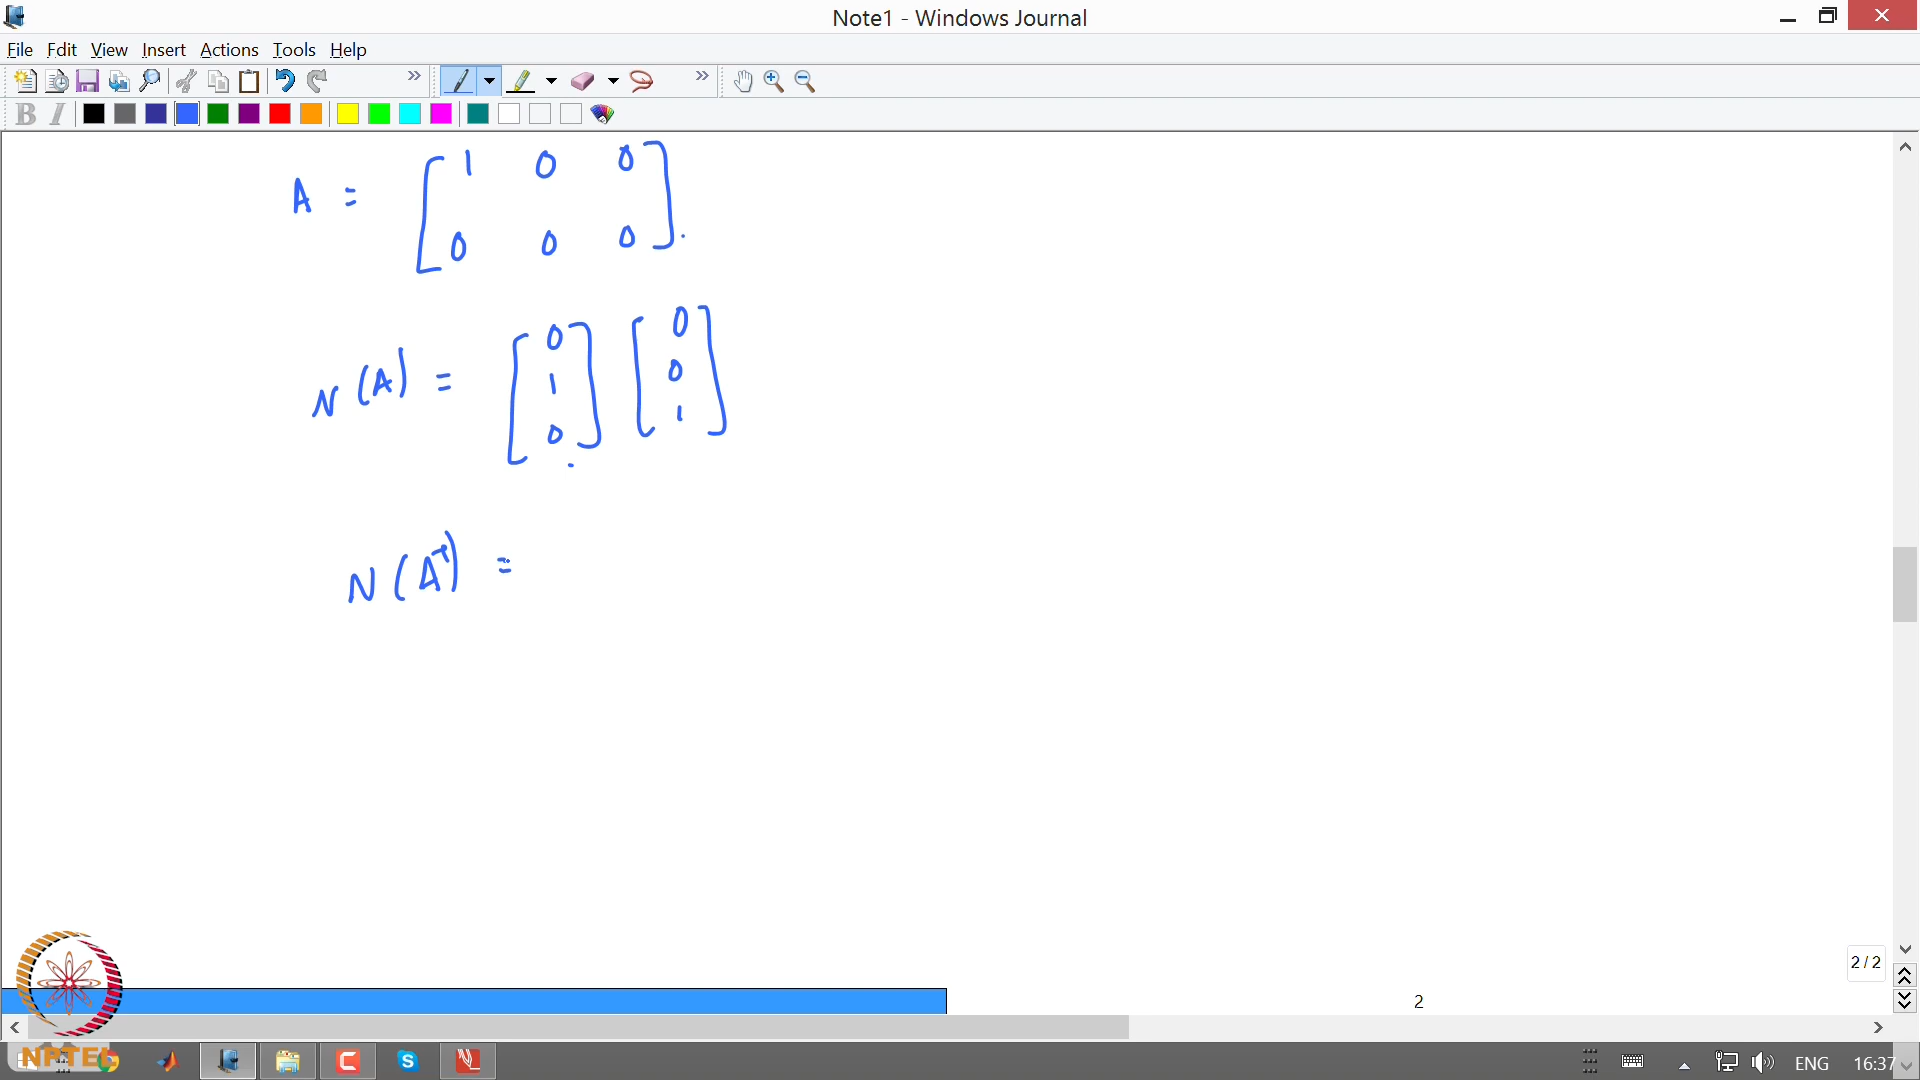 Note1 - Windows Journal
File Edit View Insert Actions Tools Help
B I
A = [ 1 0 0
0 0 0 ].
N(A) = [ 0 1 0 ] [ 0 0 1 ]
N(Aᵀ) =
2 / 2
2
NPTEL
ENG 16:37